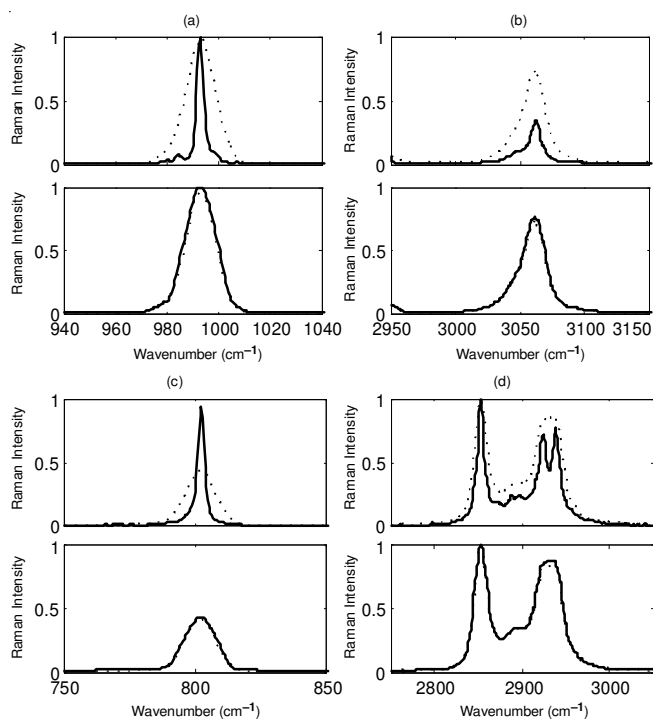 (a)
1
0.5
0
Raman Intensity
1
0.5
0
Raman Intensity
940 960 980 1000 1020 1040
Wavenumber (cm⁻¹)
(b)
1
0.5
0
Raman Intensity
1
0.5
0
Raman Intensity
2950 3000 3050 3100 3150
Wavenumber (cm⁻¹)
(c)
1
0.5
0
Raman Intensity
1
0.5
0
Raman Intensity
750 800 850
Wavenumber (cm⁻¹)
(d)
1
0.5
0
Raman Intensity
1
0.5
0
Raman Intensity
2800 2900 3000
Wavenumber (cm⁻¹)